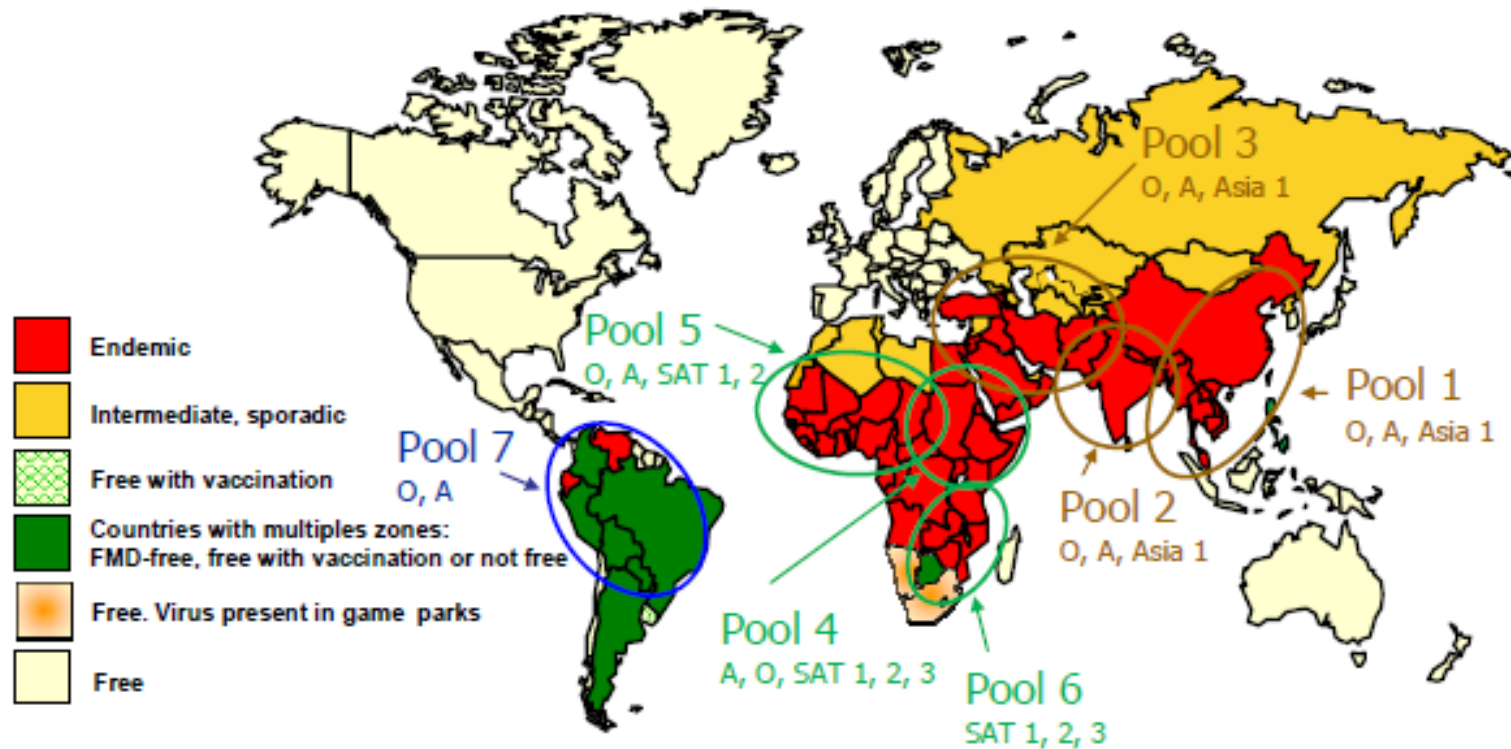 Pool 3
O, A, Asia 1
Pool 5
O, A, SAT 1, 2
Pool 1
O, A, Asia 1
Pool 7
O, A
Pool 2
O, A, Asia 1
Pool 4
A, O, SAT 1, 2, 3
Pool 6
SAT 1, 2, 3
Endemic
Intermediate, sporadic
Free with vaccination
Countries with multiples zones:
FMD-free, free with vaccination or not free
Free. Virus present in game parks
Free